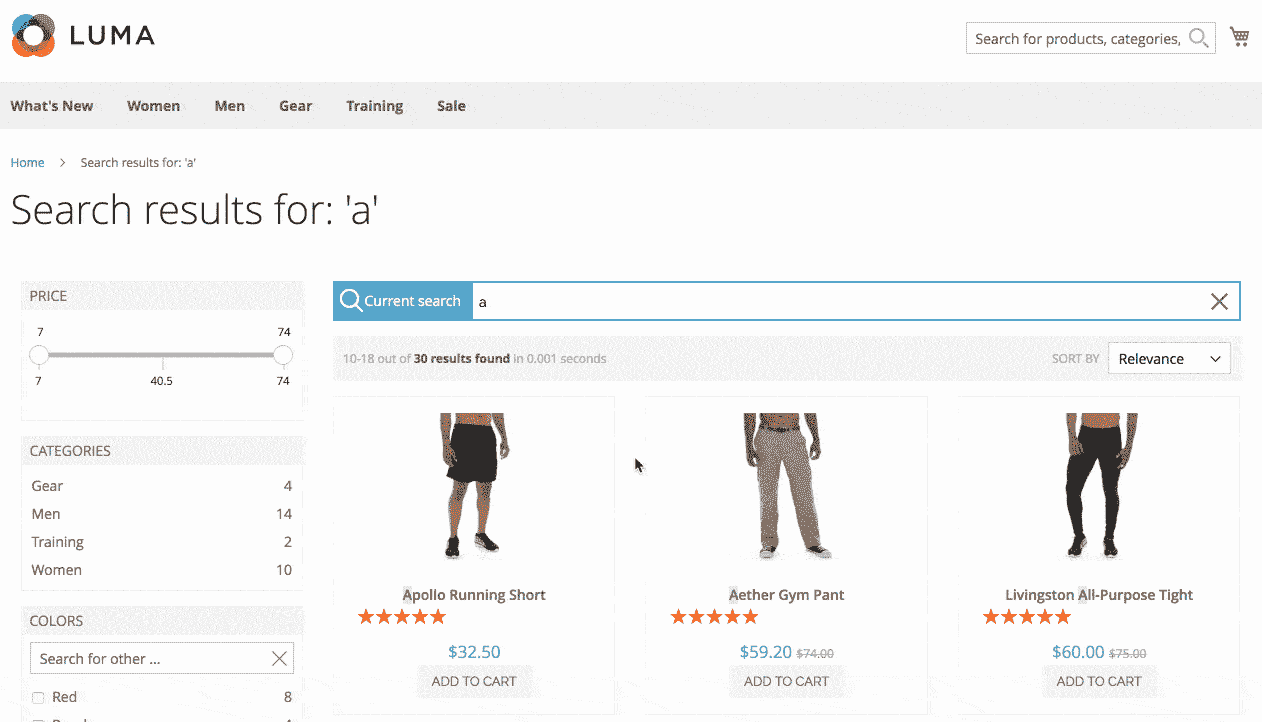 LUMA
Search for products, categories,
What's New Women Men Gear Training Sale
Home > Search results for: 'a'
Search results for: 'a'
PRICE
7 74
7 40.5 74
CATEGORIES
Gear 4
Men 14
Training 2
Women 10
COLORS
Search for other ...
Red 8
Current search a
10-18 out of 30 results found in 0.001 seconds
SORT BY Relevance
Apollo Running Short
$32.50
ADD TO CART
Aether Gym Pant
$59.20 $74.00
ADD TO CART
Livingston All-Purpose Tight
$60.00 $75.00
ADD TO CART